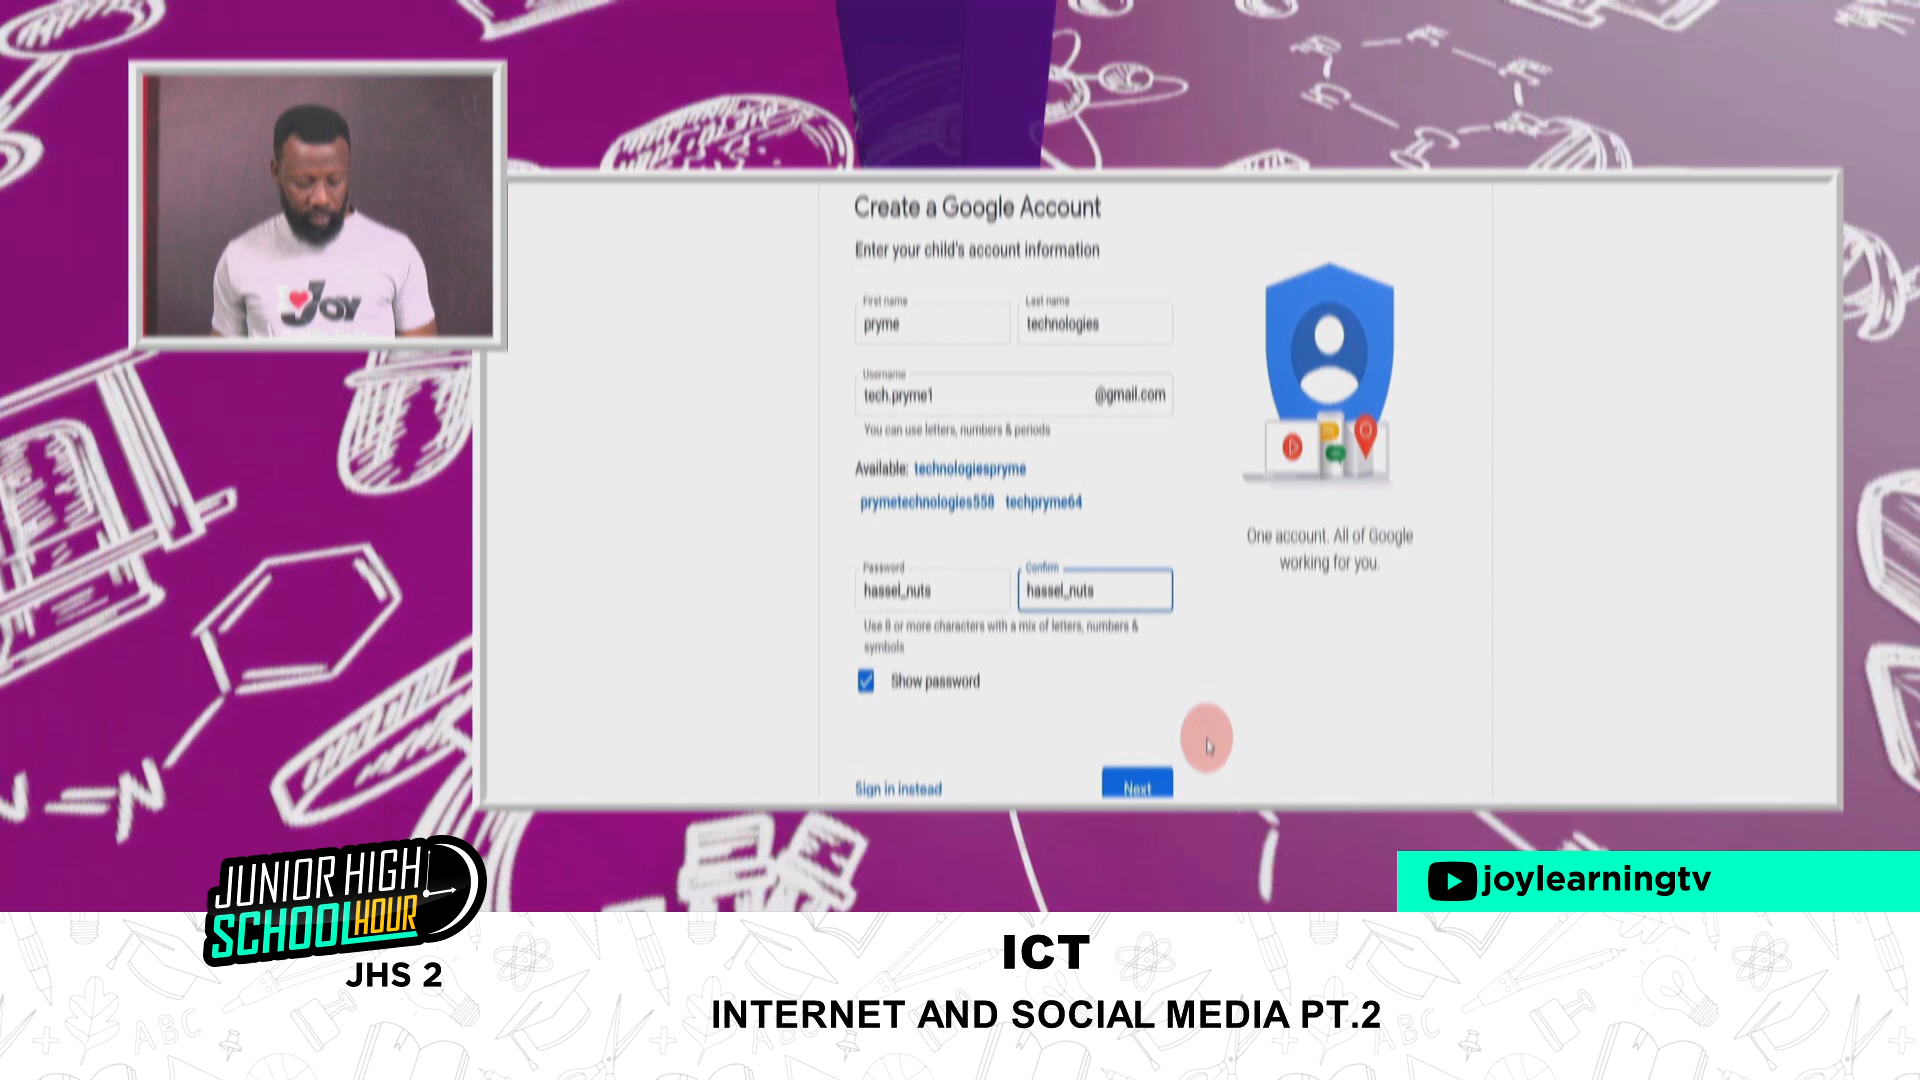 I ❤ Joy
Create a Google Account
Enter your child's account information
First name
Last name
pryme
technologies
Username
tech.pryme1
@gmail.com
You can use letters, numbers & periods
Available: technologiespryme
prymetechnologies558 techpryme64
One account. All of Google
working for you.
Password
Confirm
hassel_nuts
hassel_nuts
Use 8 or more characters with a mix of letters, numbers &
symbols
Show password
Sign in instead
Next
N=N
JUNIOR HIGH
SCHOOL HOUR
JHS 2
joylearningtv
ICT
INTERNET AND SOCIAL MEDIA PT.2
ABC
ABC